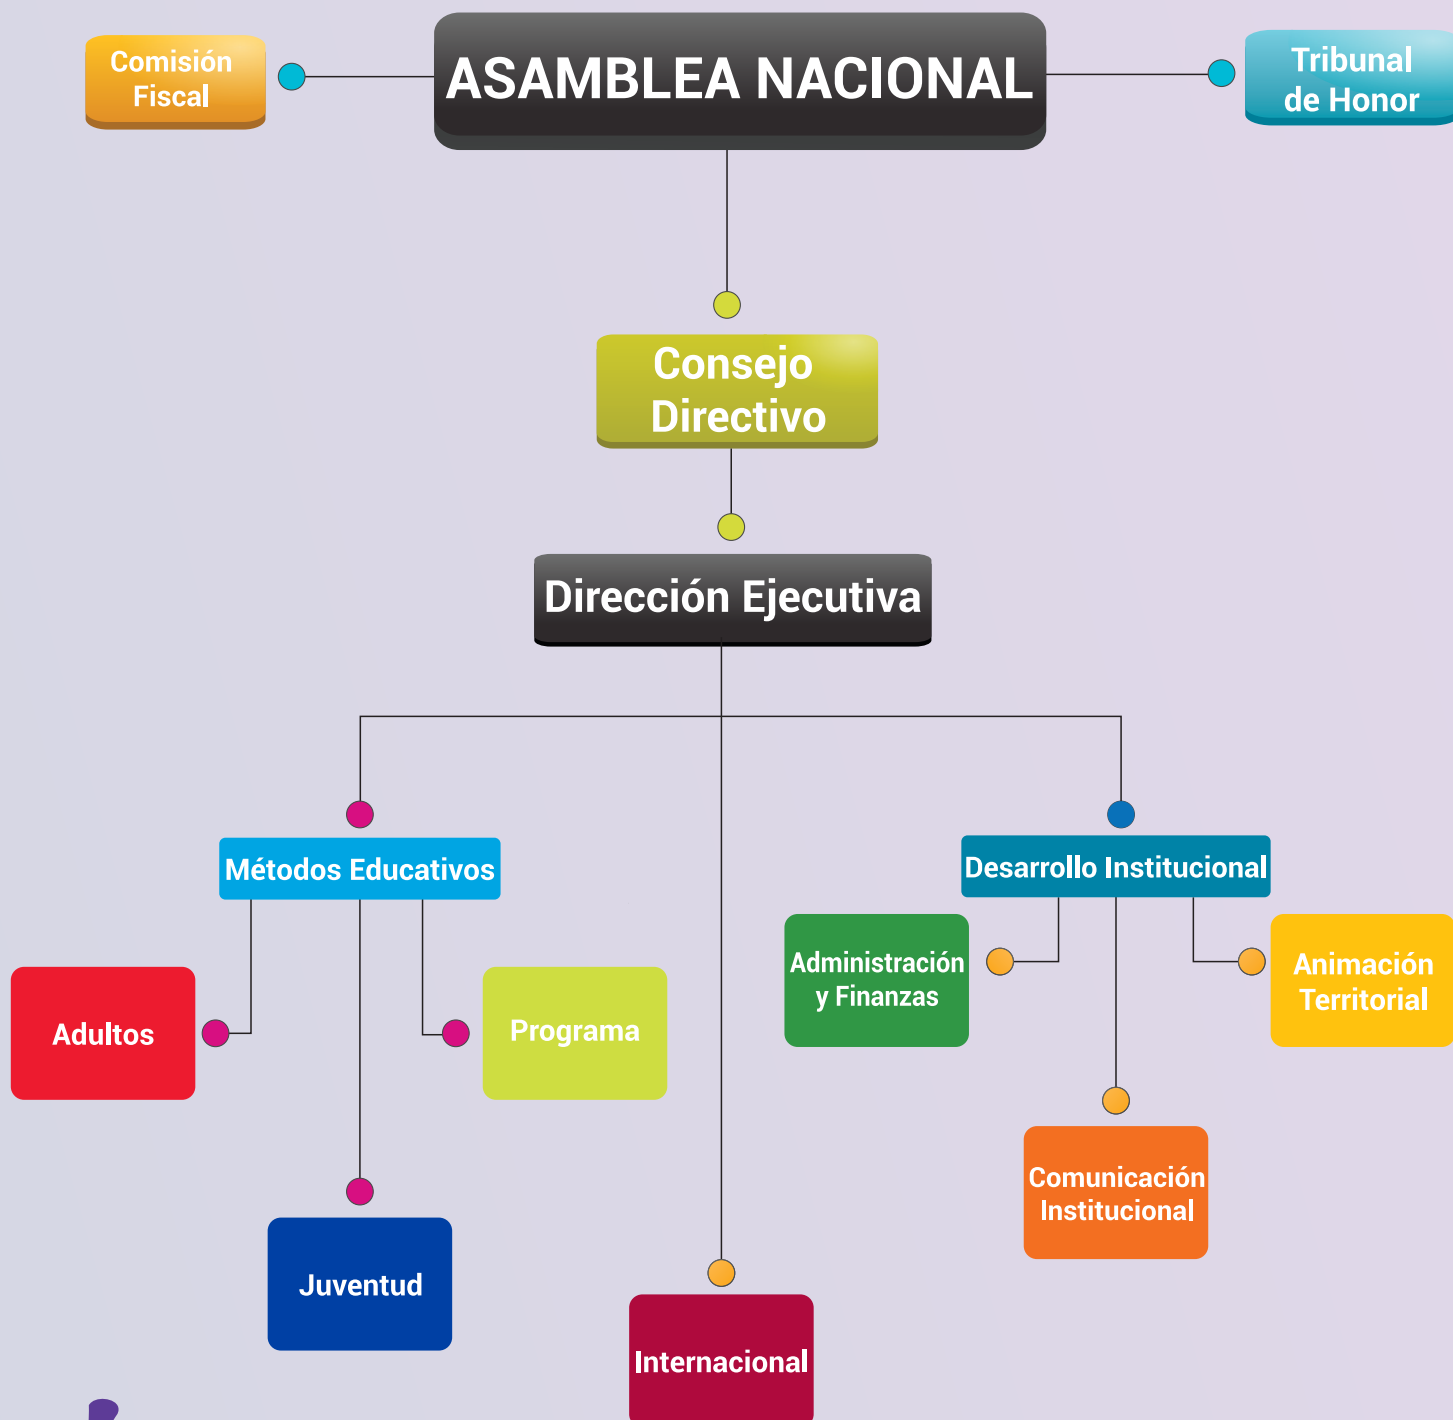 Comisión
Fiscal
ASAMBLEA NACIONAL
Tribunal
de Honor
Consejo
Directivo
Dirección Ejecutiva
Métodos Educativos
Desarrollo Institucional
Adultos
Programa
Administración
y Finanzas
Animación
Territorial
Comunicación
Institucional
Juventud
Internacional